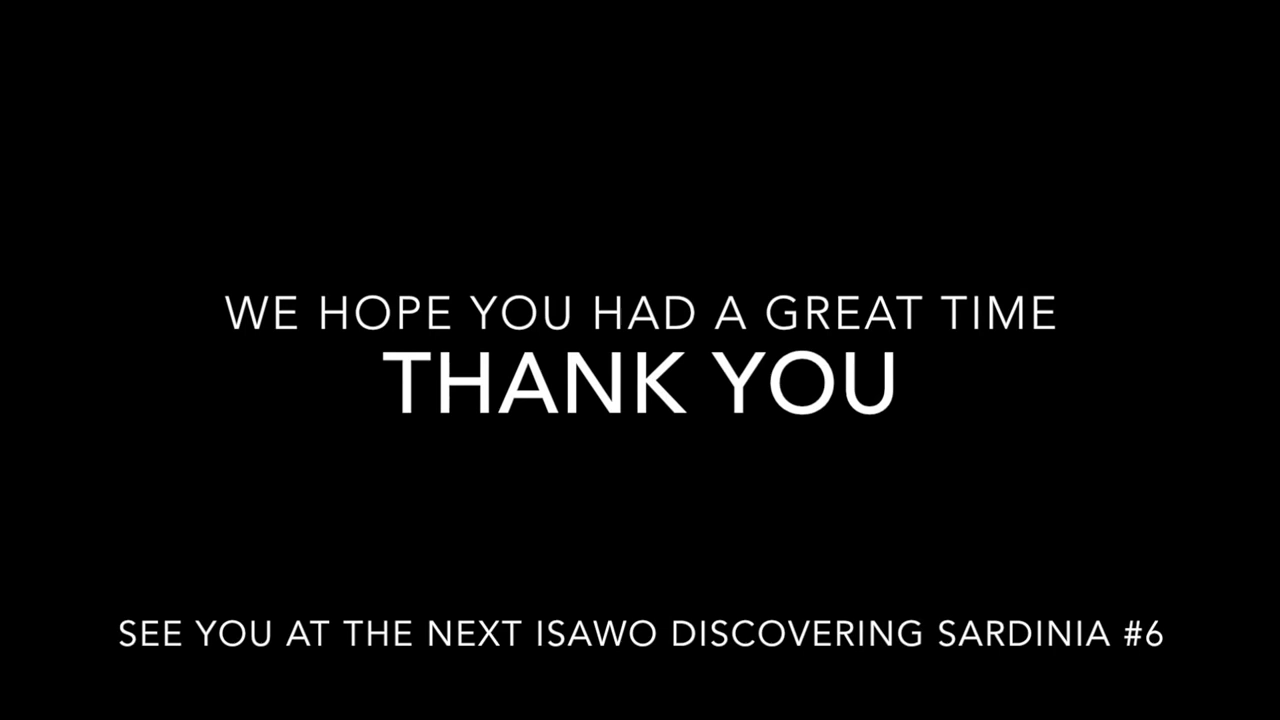 WE HOPE YOU HAD A GREAT TIME
THANK YOU
SEE YOU AT THE NEXT ISAWO DISCOVERING SARDINIA #6